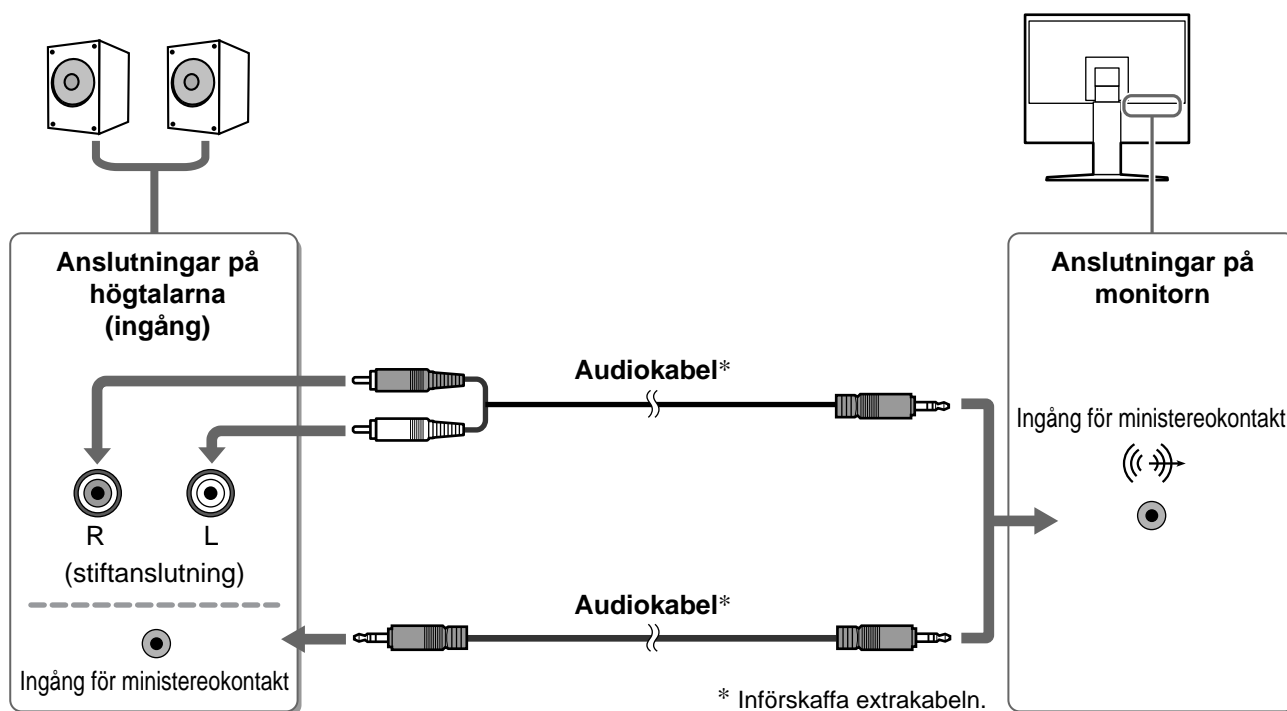 Anslutningar på
högtalarna
(ingång)
R
L
(stiftanslutning)
Ingång för ministereokontakt
Audiokabel*
Audiokabel*
* Införskaffa extrakabeln.
Anslutningar på
monitorn
Ingång för ministereokontakt